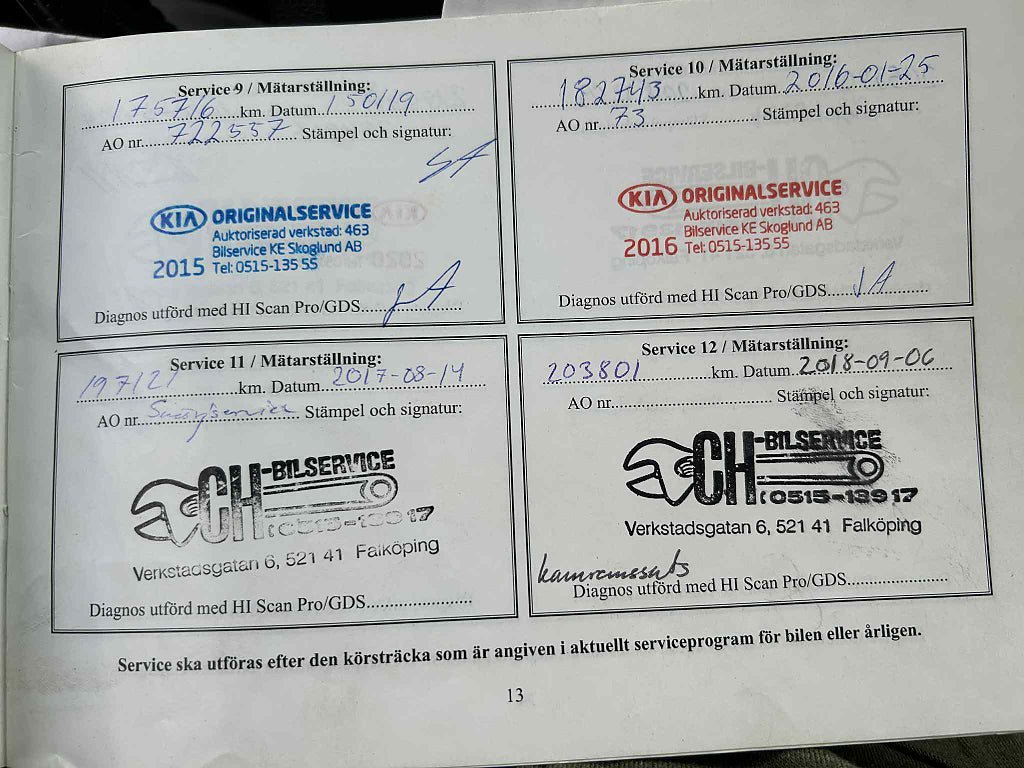 Service 9 / Mätarställning:
175716 km. Datum 150119
AO nr. 722557 Stämpel och signatur:
SA
KIA ORIGINALSERVICE
Auktoriserad verkstad: 463
Bilservice KE Skoglund AB
2015 Tel: 0515-135 55
Diagnos utförd med HI Scan Pro/GDS
Service 10 / Mätarställning:
182743 km. Datum 2016-01-25
AO nr. 73 Stämpel och signatur:
KIA ORIGINALSERVICE
Auktoriserad verkstad: 463
Bilservice KE Skoglund AB
2016 Tel: 0515-135 55
Diagnos utförd med HI Scan Pro/GDS
Service 11 / Mätarställning:
197121 km. Datum 2017-08-14
AO nr. Stämpel och signatur:
CH-BILSERVICE
0515-13917
Verkstadsgatan 6, 521 41 Falköping
Diagnos utförd med HI Scan Pro/GDS
Service 12 / Mätarställning:
203801 km. Datum 2018-09-06
AO nr. Stämpel och signatur:
CH-BILSERVICE
0515-13917
Verkstadsgatan 6, 521 41 Falköping
kamremssats
Diagnos utförd med HI Scan Pro/GDS
Service ska utföras efter den körsträcka som är angiven i aktuellt serviceprogram för bilen eller årligen.
13